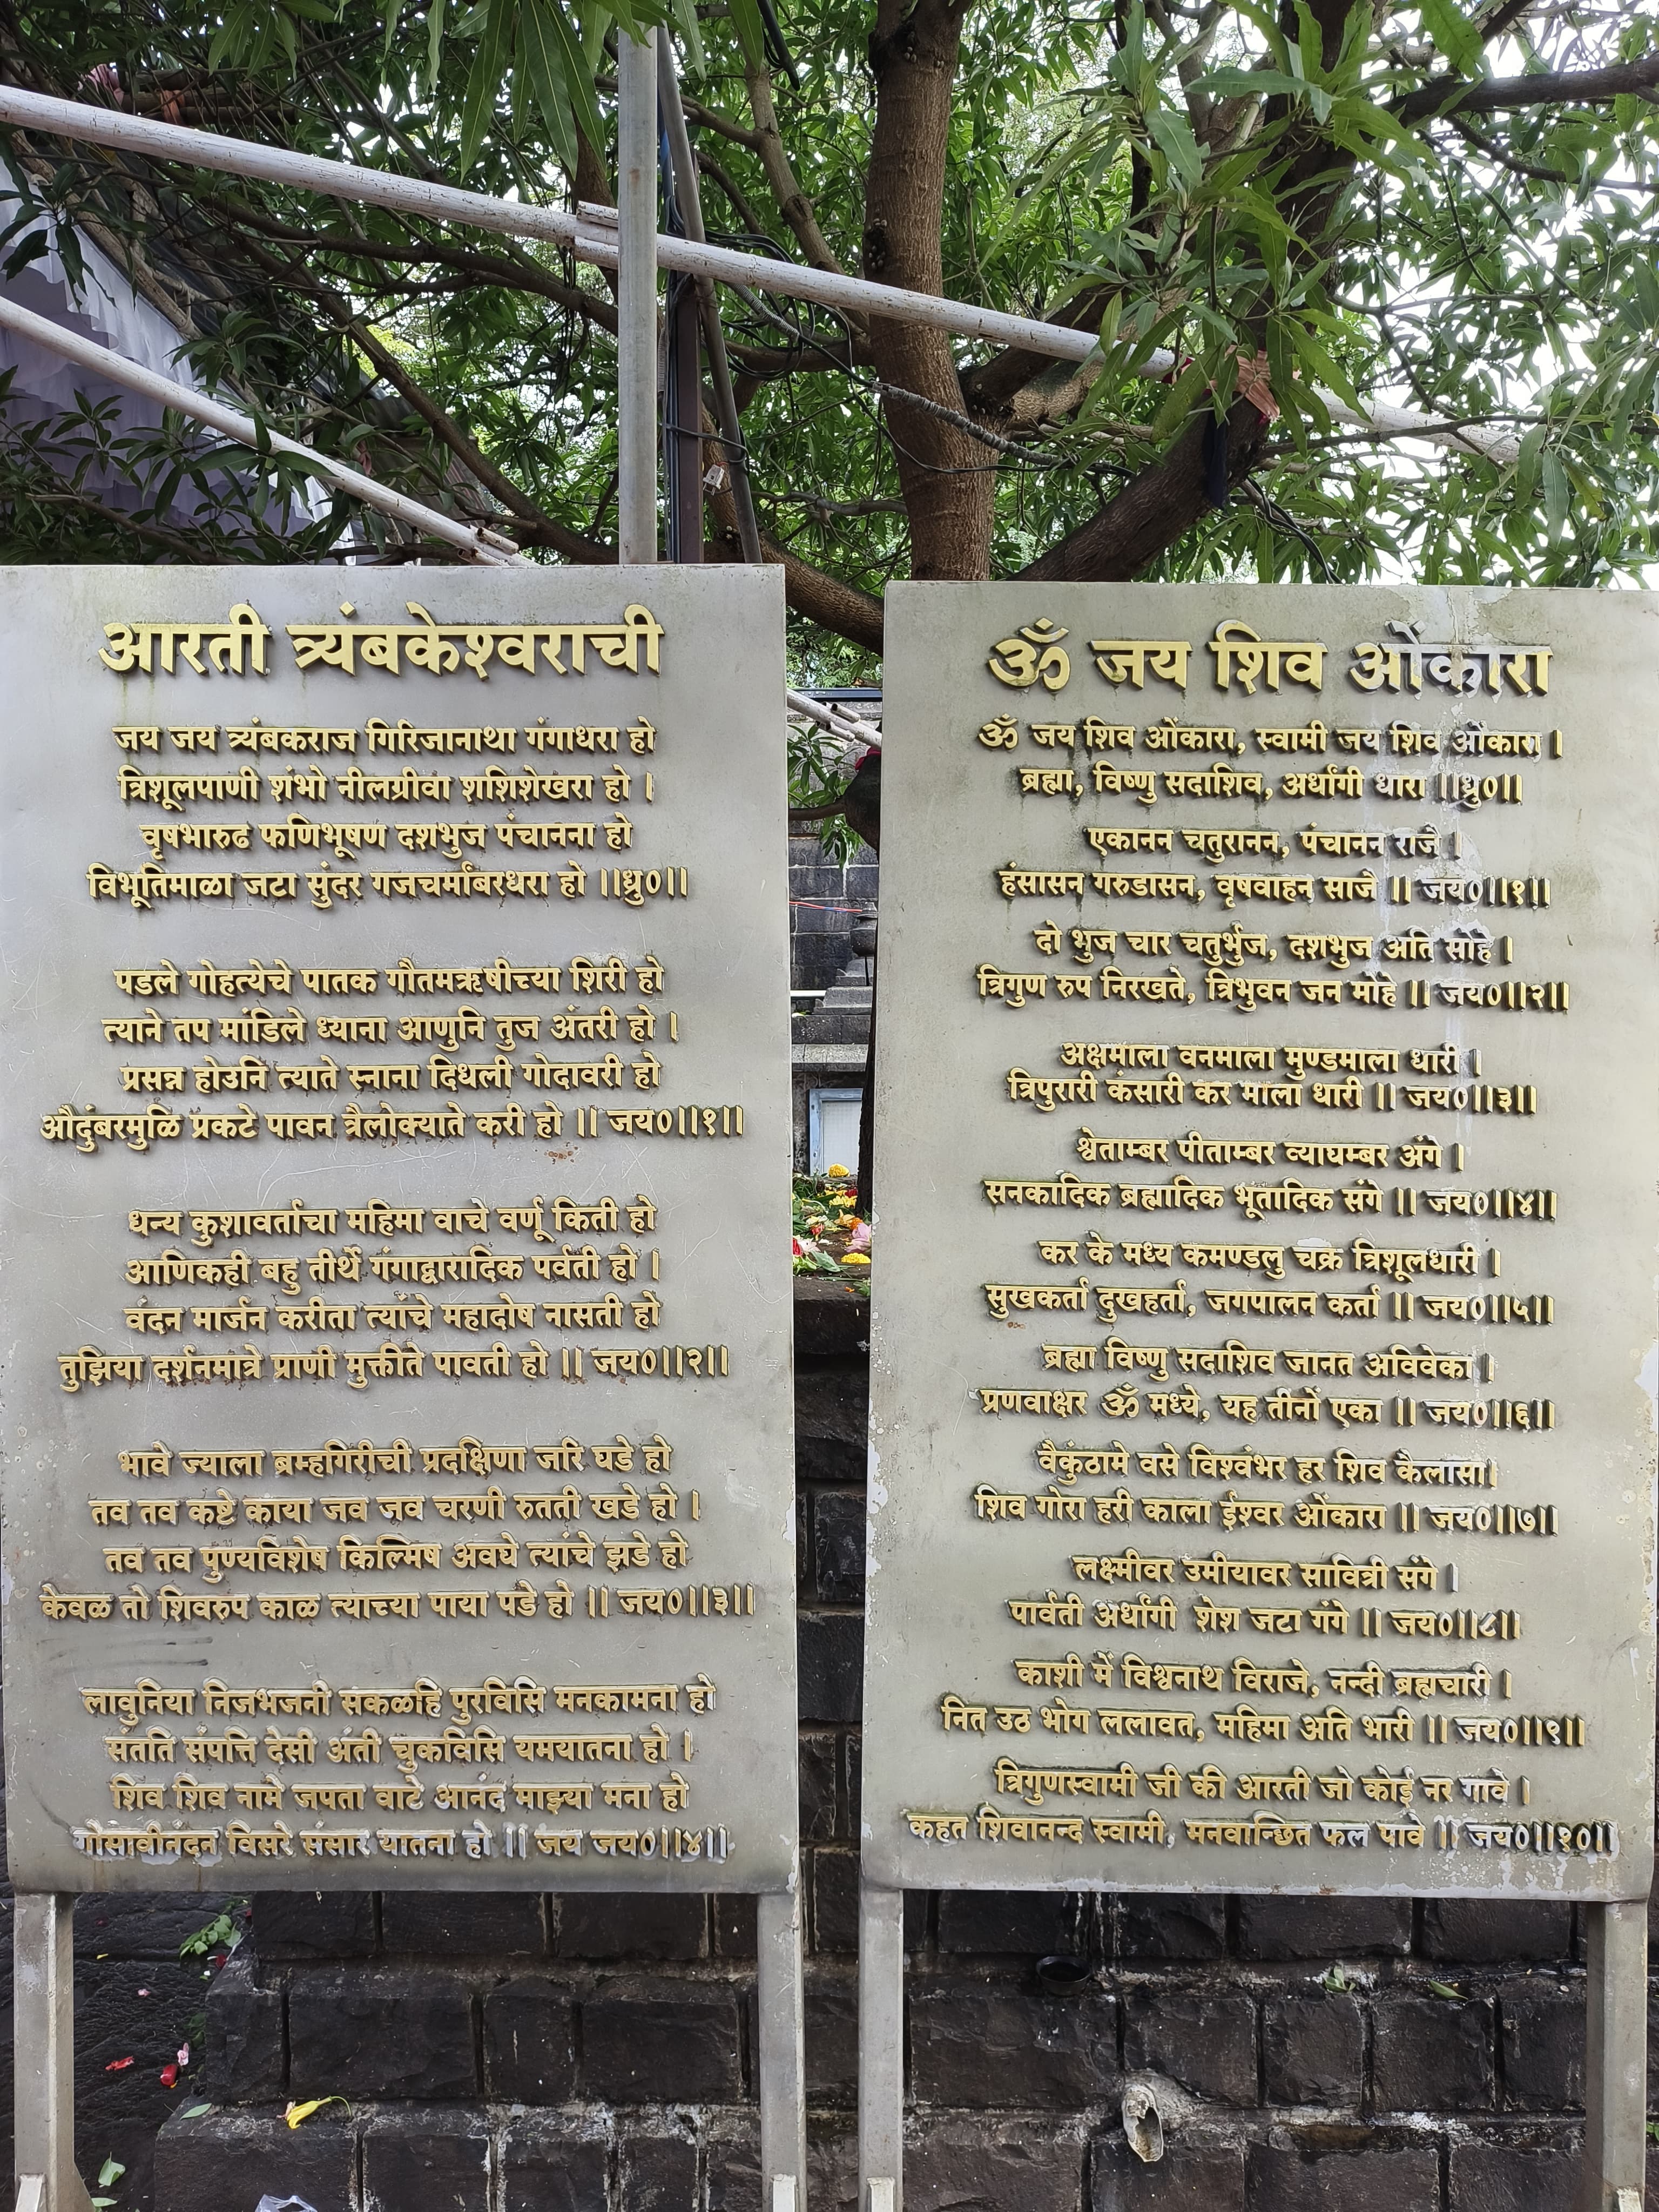 आरती त्र्यंबकेश्वराची
जय जय त्र्यंबकराज गिरिजानाथा गंगाधरा हो
त्रिशूलपाणी शंभो नीलग्रीवा शशिशेखरा हो ।
वृषभारुढ फणिभूषण दशभुज पंचानना हो
विभूतिमाळा जटा सुंदर गजचर्मांबरधरा हो ।।ध्रु०।।
पडले गोहत्येचे पातक गौतमऋषीच्या शिरी हो
त्याने तप मांडिले ध्याना आणुनि तुज अंतरी हो ।
प्रसन्न होउनि त्याते स्नाना दिधली गोदावरी हो
औदुंबरमुळि प्रकटे पावन त्रैलोक्याते करी हो ।। जय०।।१।।
धन्य कुशावर्ताचा महिमा वाचे वर्णू किती हो
आणिकही बहु तीर्थे गंगाद्वारादिक पर्वती हो ।
वंदन मार्जन करीता त्यांचे महादोष नासती हो
तुझिया दर्शनमात्रे प्राणी मुक्तीते पावती हो ।। जय०।।२।।
भावे ज्याला ब्रम्हगिरीची प्रदक्षिणा जरि घडे हो
तव तव कष्टे काया जव जव चरणी रुतती खडे हो ।
तव तव पुण्यविशेष किल्मिष अवघे त्यांचे झडे हो
केवळ तो शिवरुप काळ त्याच्या पाया पडे हो ।। जय०।।३।।
लावुनिया निजभजनी सकळहि पुरविसि मनकामना हो
संतति संपत्ति देसी अंती चुकविसि यमयातना हो ।
शिव शिव नामे जपता वाटे आनंद माझ्या मना हो
गोसावीनंदन विसरे संसार यातना हो ।। जय जय०।।४।।
ॐ जय शिव ओंकारा
ॐ जय शिव ओंकारा, स्वामी जय शिव ओंकारा ।
ब्रह्मा, विष्णु सदाशिव, अर्धांगी धारा ।।ध्रु०।।
एकानन चतुरानन, पंचानन राजै ।
हंसासन गरुडासन, वृषवाहन साजै ।। जय०।।१।।
दो भुज चार चतुर्भुज, दशभुज अति सोहे ।
त्रिगुण रुप निरखते, त्रिभुवन जन मोहे ।। जय०।।२।।
अक्षमाला वनमाला मुण्डमाला धारी ।
त्रिपुरारी कंसारी कर माला धारी ।। जय०।।३।।
श्वेताम्बर पीताम्बर व्याघम्बर अंगे ।
सनकादिक ब्रह्मादिक भूतादिक संगे ।। जय०।।४।।
कर के मध्य कमण्डलु चक्र त्रिशूलधारी ।
सुखकर्ता दुखहर्ता, जगपालन कर्ता ।। जय०।।५।।
ब्रह्मा विष्णु सदाशिव जानत अविवेका ।
प्रणवाक्षर ॐ मध्ये, यह तीनों एका ।। जय०।।६।।
वैकुंठामे वसे विश्वंभर हर शिव कैलासा।
शिव गोरा हरी काला ईश्वर ओंकारा ।। जय०।।७।।
लक्ष्मीवर उमीयावर सावित्री संगे ।
पार्वती अर्धांगी शेश जटा गंगे ।। जय०।।८।।
काशी में विश्वनाथ विराजे, नन्दी ब्रह्मचारी ।
नित उठ भोग ललावत, महिमा अति भारी ।। जय०।।९।।
त्रिगुणस्वामी जी की आरती जो कोई नर गावे ।
कहत शिवानन्द स्वामी, मनवान्छित फल पावे ।। जय०।।१०।।